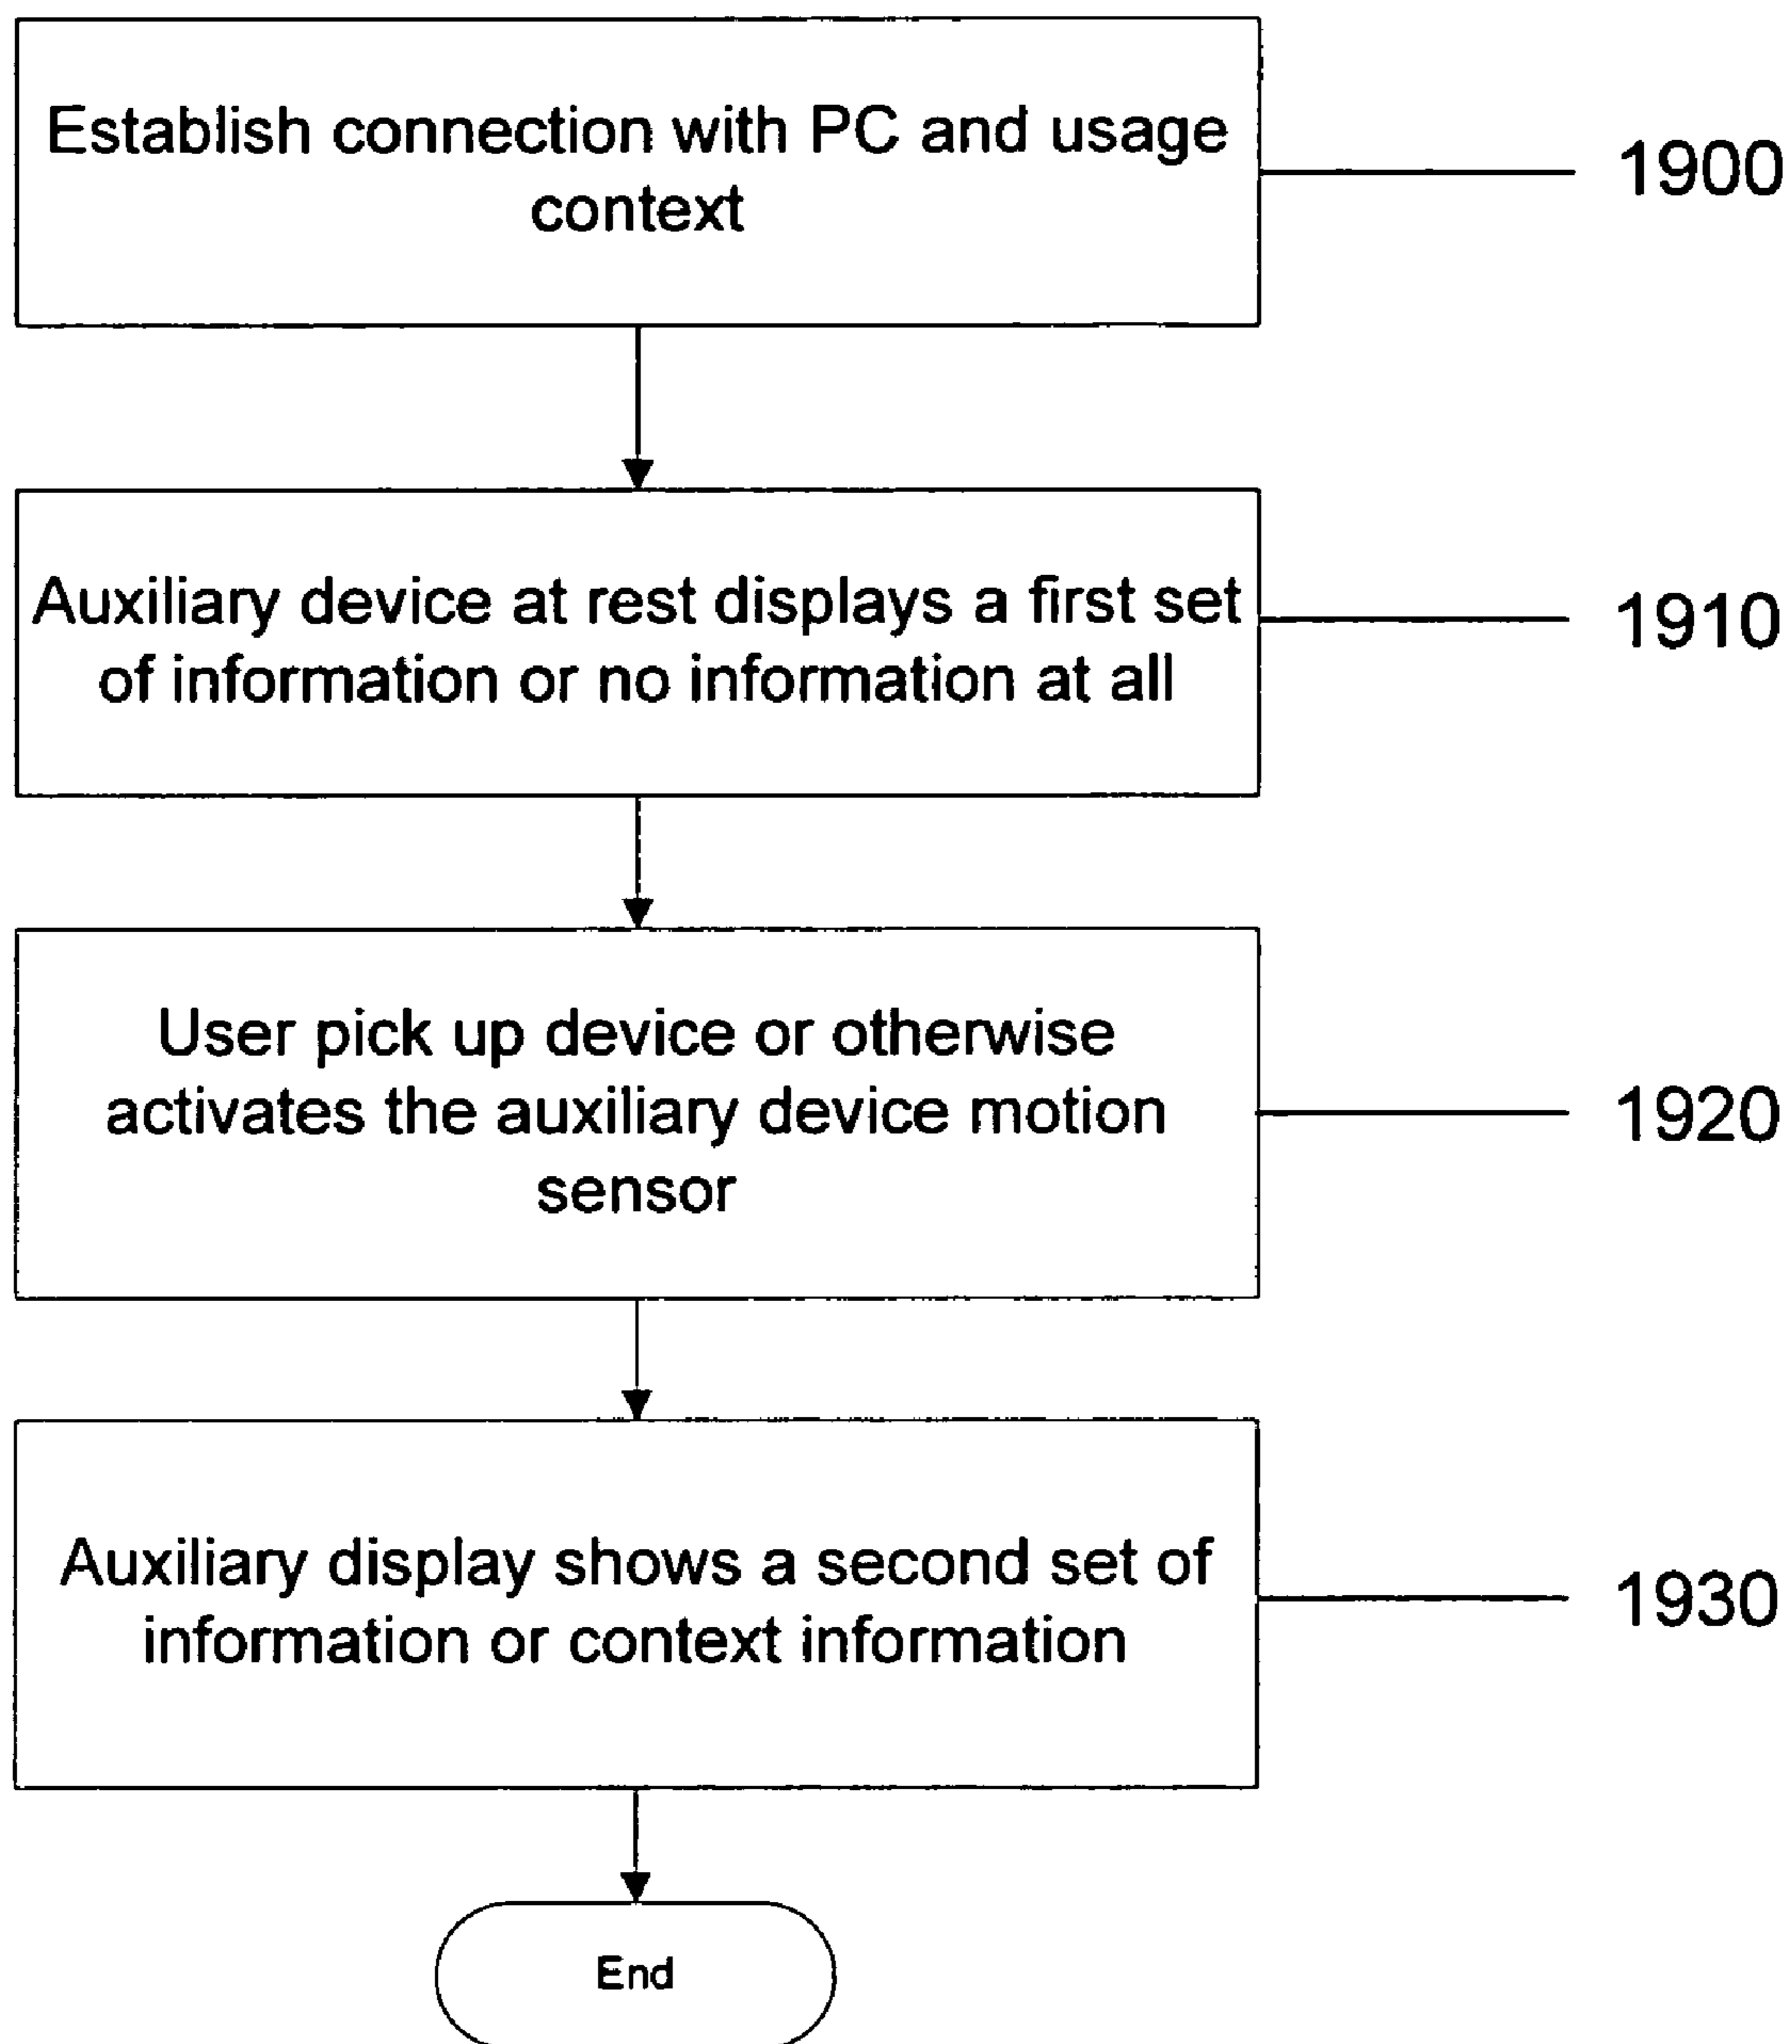 Establish connection with PC and usage
context
1900
Auxiliary device at rest displays a first set
of information or no information at all
1910
User pick up device or otherwise
activates the auxiliary device motion
sensor
1920
Auxiliary display shows a second set of
information or context information
1930
End